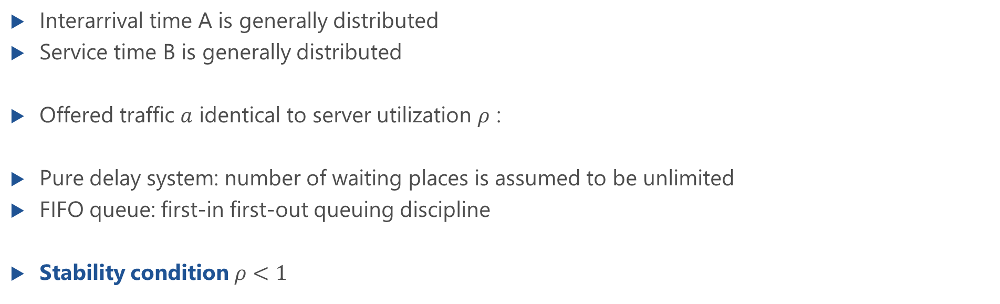 ▶ Interarrival time A is generally distributed
▶ Service time B is generally distributed
▶ Offered traffic 𝑎 identical to server utilization 𝜌 :
▶ Pure delay system: number of waiting places is assumed to be unlimited
▶ FIFO queue: first-in first-out queuing discipline
▶ Stability condition 𝜌 < 1